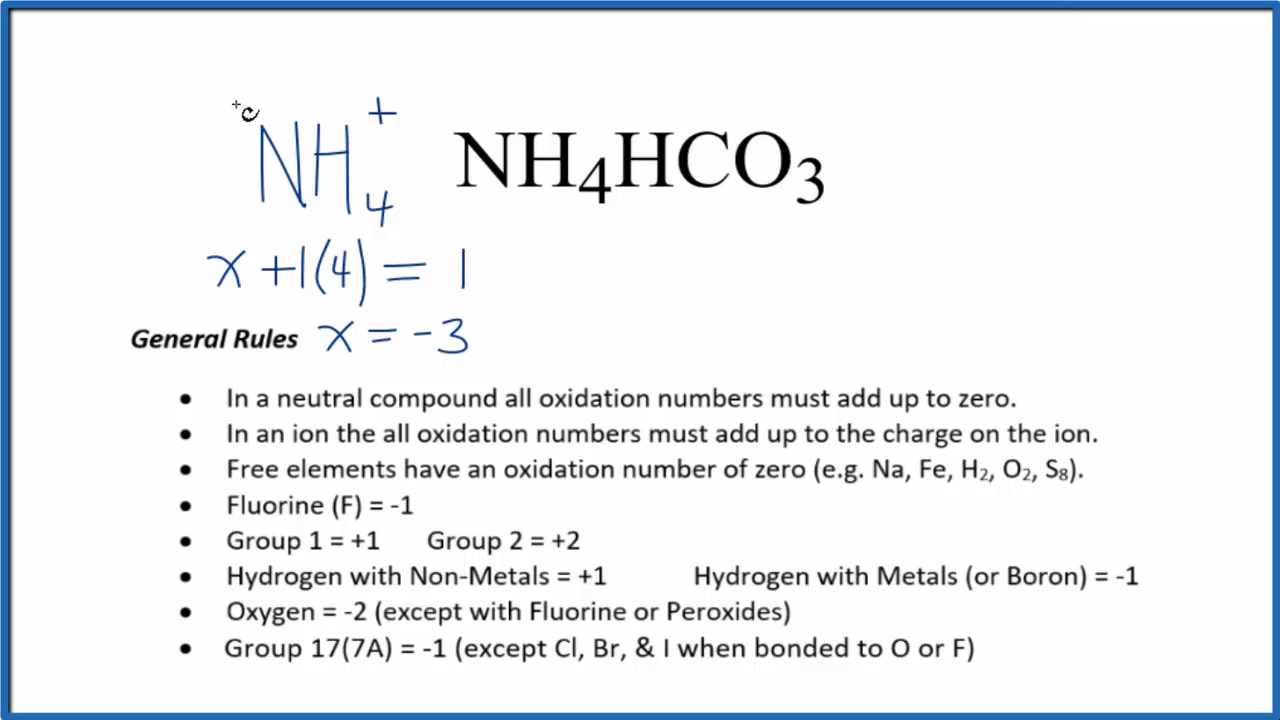 NH₄⁺ NH₄HCO₃
x + 1(4) = 1
General Rules x = -3
• In a neutral compound all oxidation numbers must add up to zero.
• In an ion the all oxidation numbers must add up to the charge on the ion.
• Free elements have an oxidation number of zero (e.g. Na, Fe, H₂, O₂, S₈).
• Fluorine (F) = -1
• Group 1 = +1 Group 2 = +2
• Hydrogen with Non-Metals = +1 Hydrogen with Metals (or Boron) = -1
• Oxygen = -2 (except with Fluorine or Peroxides)
• Group 17(7A) = -1 (except Cl, Br, & I when bonded to O or F)